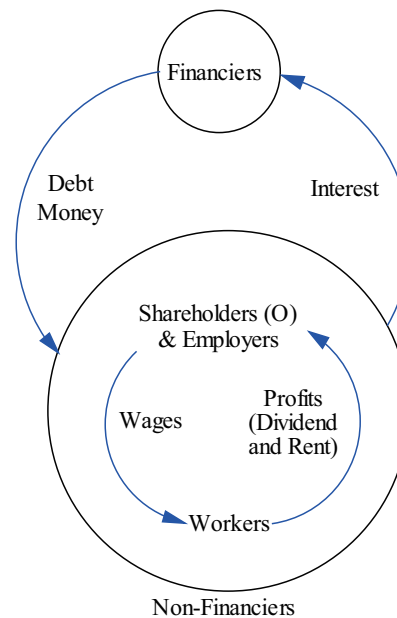 Financiers
Debt
Money
Interest
Shareholders (O)
& Employers
Wages
Profits
(Dividend
and Rent)
Workers
Non-Financiers